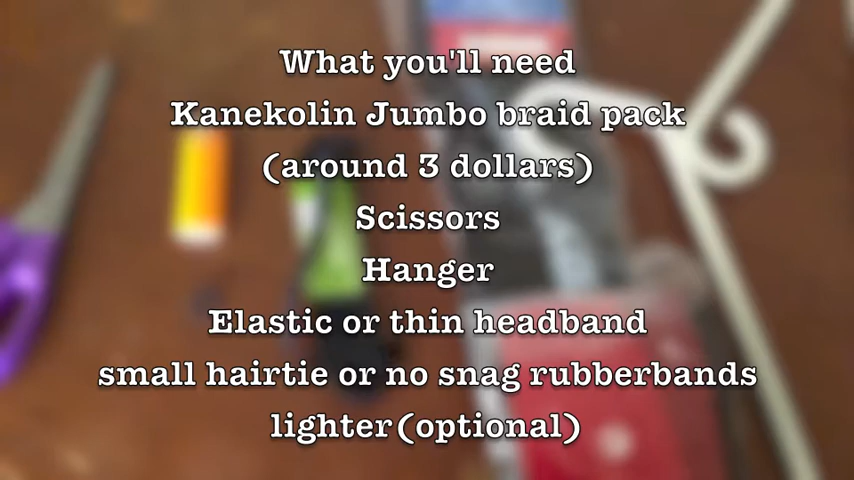 What you'll need
Kanekolin Jumbo braid pack
(around 3 dollars)
Scissors
Hanger
Elastic or thin headband
small hairtie or no snag rubberbands
lighter(optional)